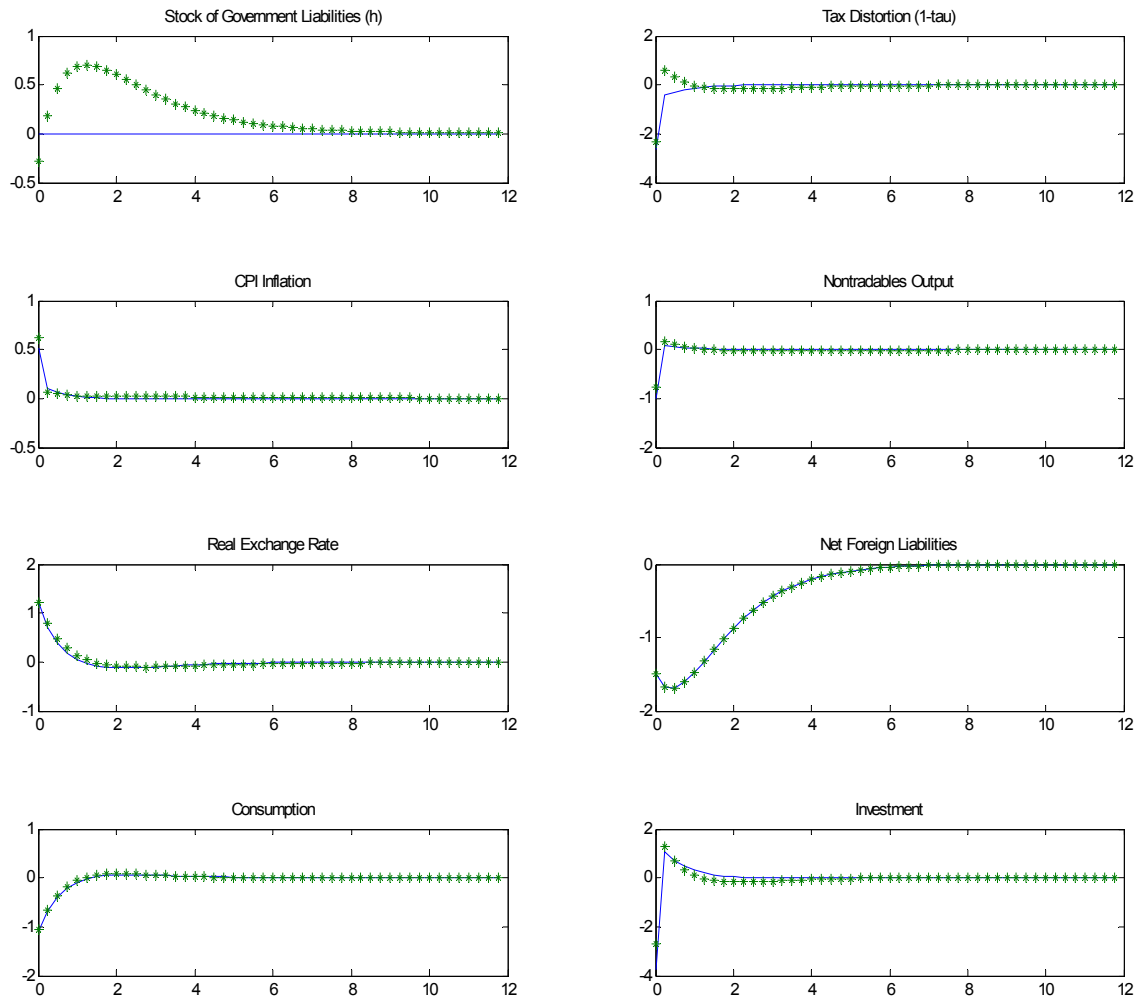 Stock of Government Liabilities (h)
1
0.5
0
-0.5
0 2 4 6 8 10 12
Tax Distortion (1-tau)
2
0
-2
-4
0 2 4 6 8 10 12
CPI Inflation
1
0.5
0
-0.5
0 2 4 6 8 10 12
Nontradables Output
1
0
-1
-2
0 2 4 6 8 10 12
Real Exchange Rate
2
1
0
-1
0 2 4 6 8 10 12
Net Foreign Liabilities
0
-1
-2
0 2 4 6 8 10 12
Consumption
1
0
-1
-2
0 2 4 6 8 10 12
Investment
2
0
-2
-4
0 2 4 6 8 10 12